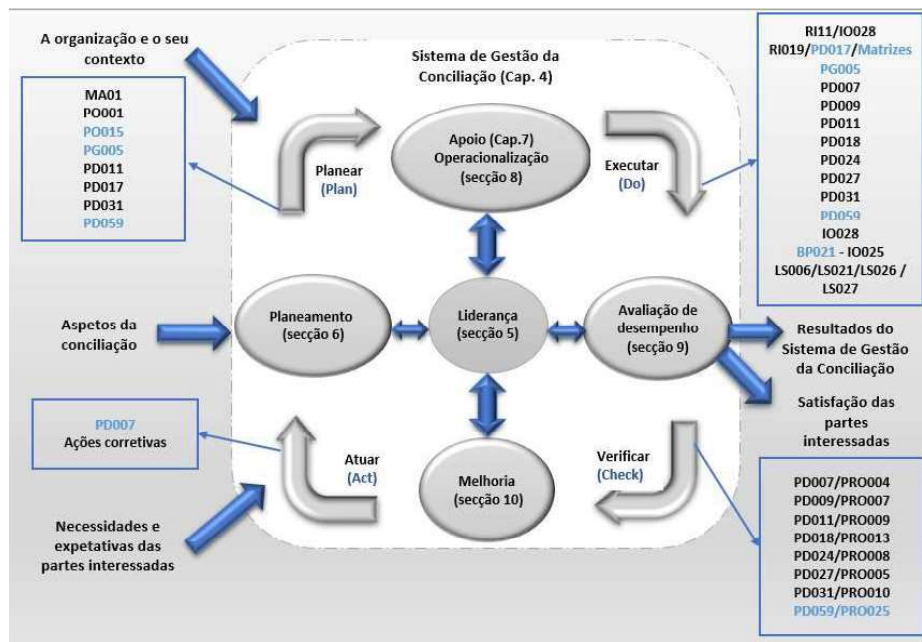 A organização e o seu
contexto
MA01
PO001
PO015
PG005
PD011
PD017
PD031
PD059
Sistema de Gestão da
Conciliação (Cap. 4)
Planear
(Plan)
Apoio (Cap.7)
Operacionalização
(secção 8)
Executar
(Do)
RI11/IO028
RI019/PD017/Matrizes
PG005
PD007
PD009
PD011
PD018
PD024
PD027
PD031
PD059
IO028
BP021 - IO025
LS006/LS021/LS026 /
LS027
Aspetos da
conciliação
Planeamento
(secção 6)
Liderança
(secção 5)
Avaliação de
desempenho
(secção 9)
Resultados do
Sistema de Gestão
da Conciliação
Satisfação das
partes
interessadas
PD007
Ações corretivas
Atuar
(Act)
Melhoria
(secção 10)
Verificar
(Check)
Necessidades e
expetativas das
partes interessadas
PD007/PRO004
PD009/PRO007
PD011/PRO009
PD018/PRO013
PD024/PRO008
PD027/PRO005
PD031/PRO010
PD059/PRO025